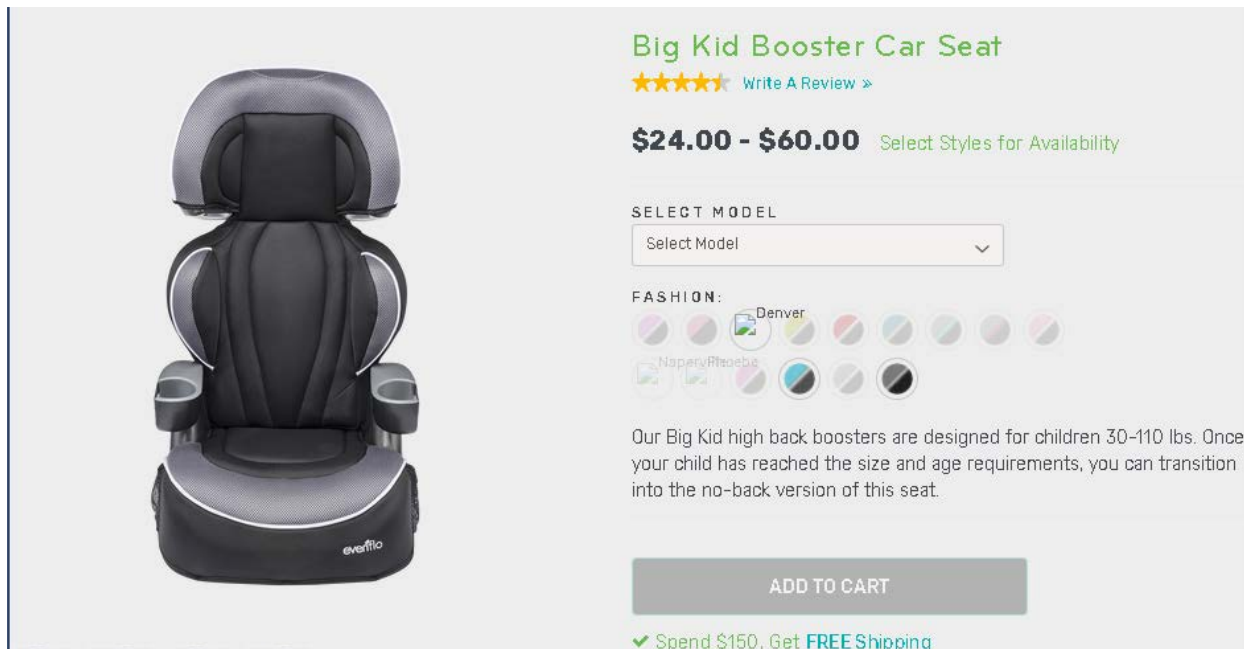 Big Kid Booster Car Seat
Write A Review »
$24.00 - $60.00 Select Styles for Availability
SELECT MODEL
Select Model
FASHION:
Denver
Naperville Phoebe
Our Big Kid high back boosters are designed for children 30-110 lbs. Once
your child has reached the size and age requirements, you can transition
into the no-back version of this seat.
evenflo
ADD TO CART
Spend $150, Get FREE Shipping